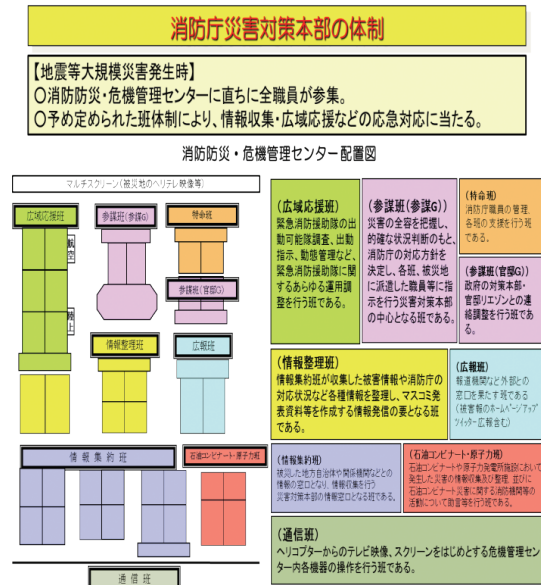 消防庁災害対策本部の体制
【地震等大規模災害発生時】
○消防防災・危機管理センターに直ちに全職員が参集。
○予め定められた班体制により、情報収集・広域応援などの応急対応に当たる。
消防防災・危機管理センター配置図
マルチスクリーン(被災地のヘリテレ映像等)
広域応援班
参謀班(参謀G)
特命班
航空
参謀班(官邸G)
陸上
情報整理班
広報班
情報集約班
石油コンビナート・原子力班
通信班
(広域応援班)
緊急消防援助隊の出
動可能隊調査、出動
指示、動態管理など、
緊急消防援助隊に関
するあらゆる運用調
整を行う班である。
(参謀班(参謀G))
災害の全容を把握し、
的確な状況判断のもと、
消防庁の対応方針を
決定し、各班、被災地
に派遣した職員等に指
示を行う災害対策本部
の中心となる班である。
(特命班)
消防庁職員の管理、
各班の支援を行う班
である。
(参謀班(官邸G))
政府の対策本部・
官邸リエゾンとの連
絡調整を行う班であ
る。
(情報整理班)
情報集約班が収集した被害情報や消防庁の
対応状況など各種情報を整理し、マスコミ発
表資料等を作成する情報発信の要となる班
である。
(広報班)
報道機関など外部との
窓口を果たす班である
(被害報のホームページアップ
ツイッター広報含む)
(情報集約班)
被災した地方自治体や関係機関などとの
情報の窓口となり、情報収集を行う
災害対策本部の情報窓口となる班である。
(石油コンビナート・原子力班)
石油コンビナートや原子力発電所施設において
発生した災害の情報収集及び整理、並びに
石油コンビナート災害に関する消防機関等の
活動について助言等を行う班である。
(通信班)
ヘリコプターからのテレビ映像、スクリーンをはじめとする危機管理セン
ター内各機器の操作を行う班である。